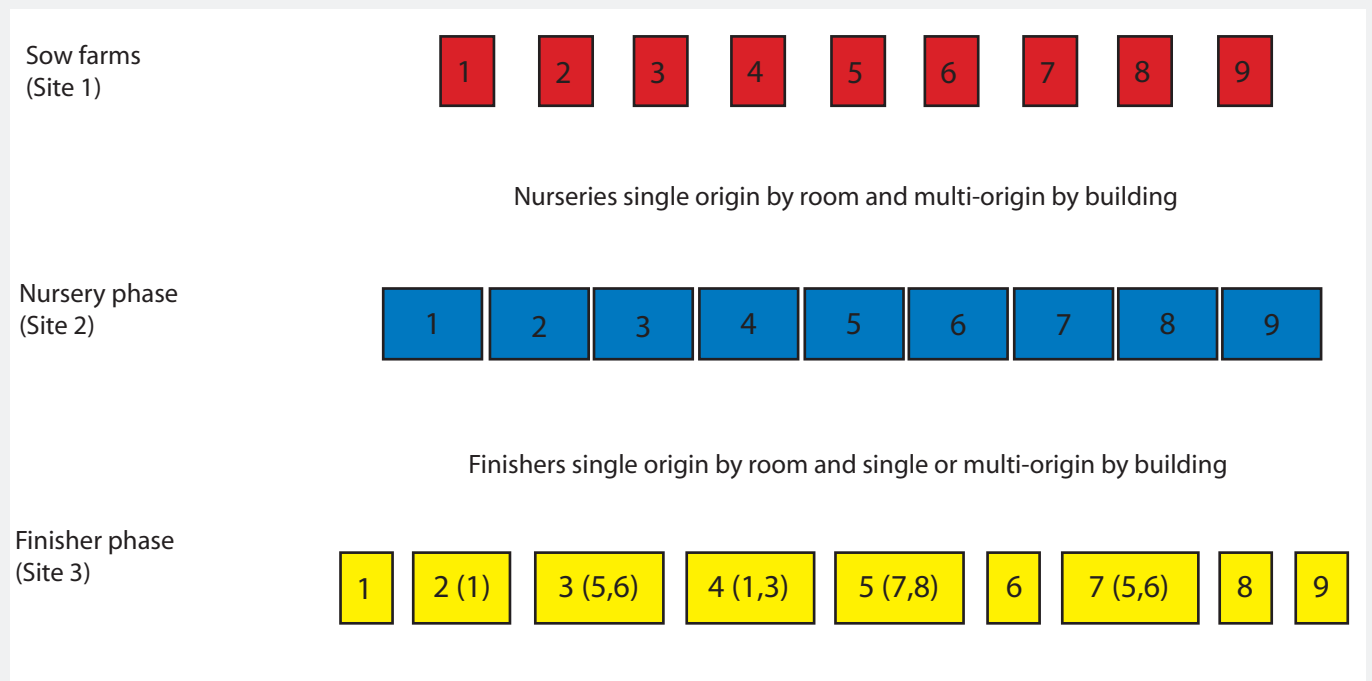 Sow farms
(Site 1)
1 2 3 4 5 6 7 8 9
Nurseries single origin by room and multi-origin by building
Nursery phase
(Site 2)
1 2 3 4 5 6 7 8 9
Finishers single origin by room and single or multi-origin by building
Finisher phase
(Site 3)
1 2 (1) 3 (5,6) 4 (1,3) 5 (7,8) 6 7 (5,6) 8 9